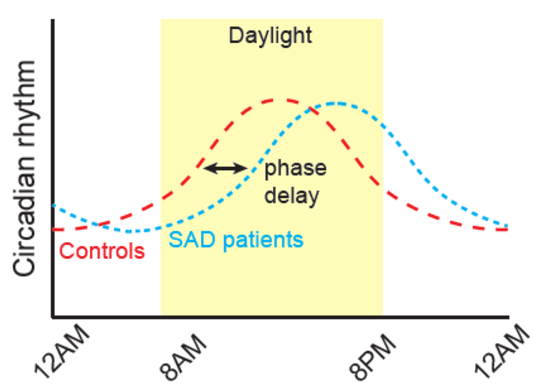 Daylight
Circadian rhythm
phase
delay
Controls
SAD patients
12AM
8AM
8PM
12AM